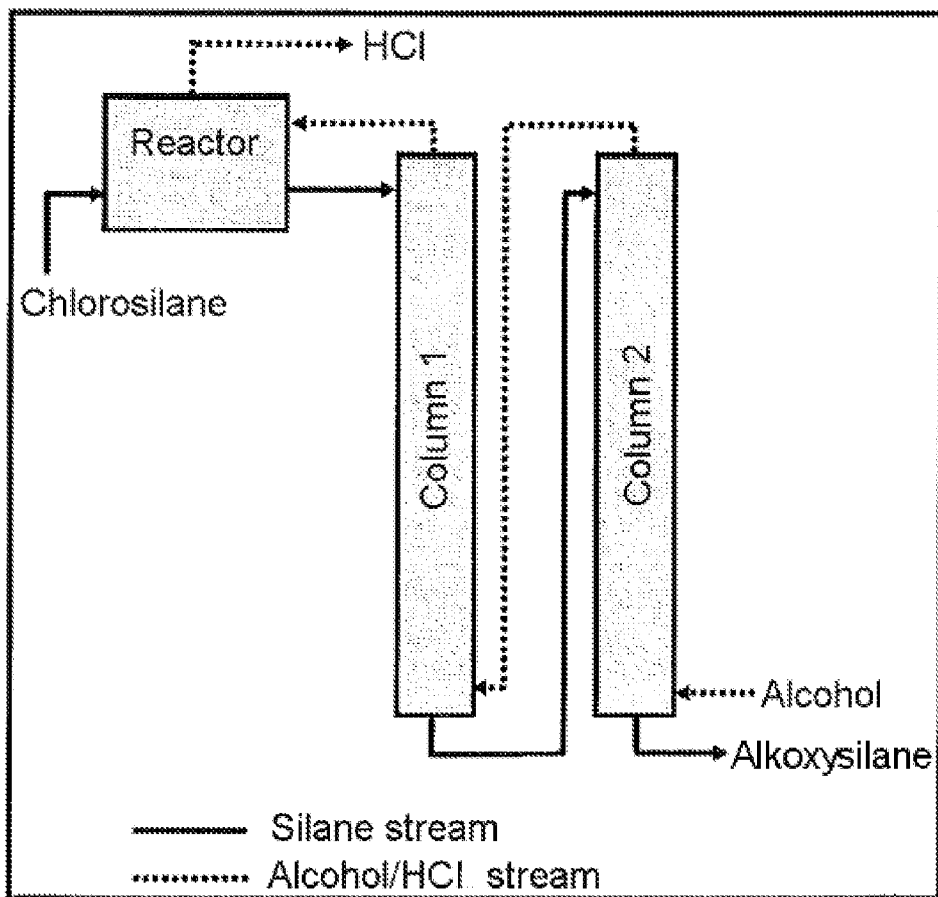 HCl
Reactor
Chlorosilane
Column 1
Column 2
Alcohol
Alkoxysilane
Silane stream
Alcohol/HCl stream